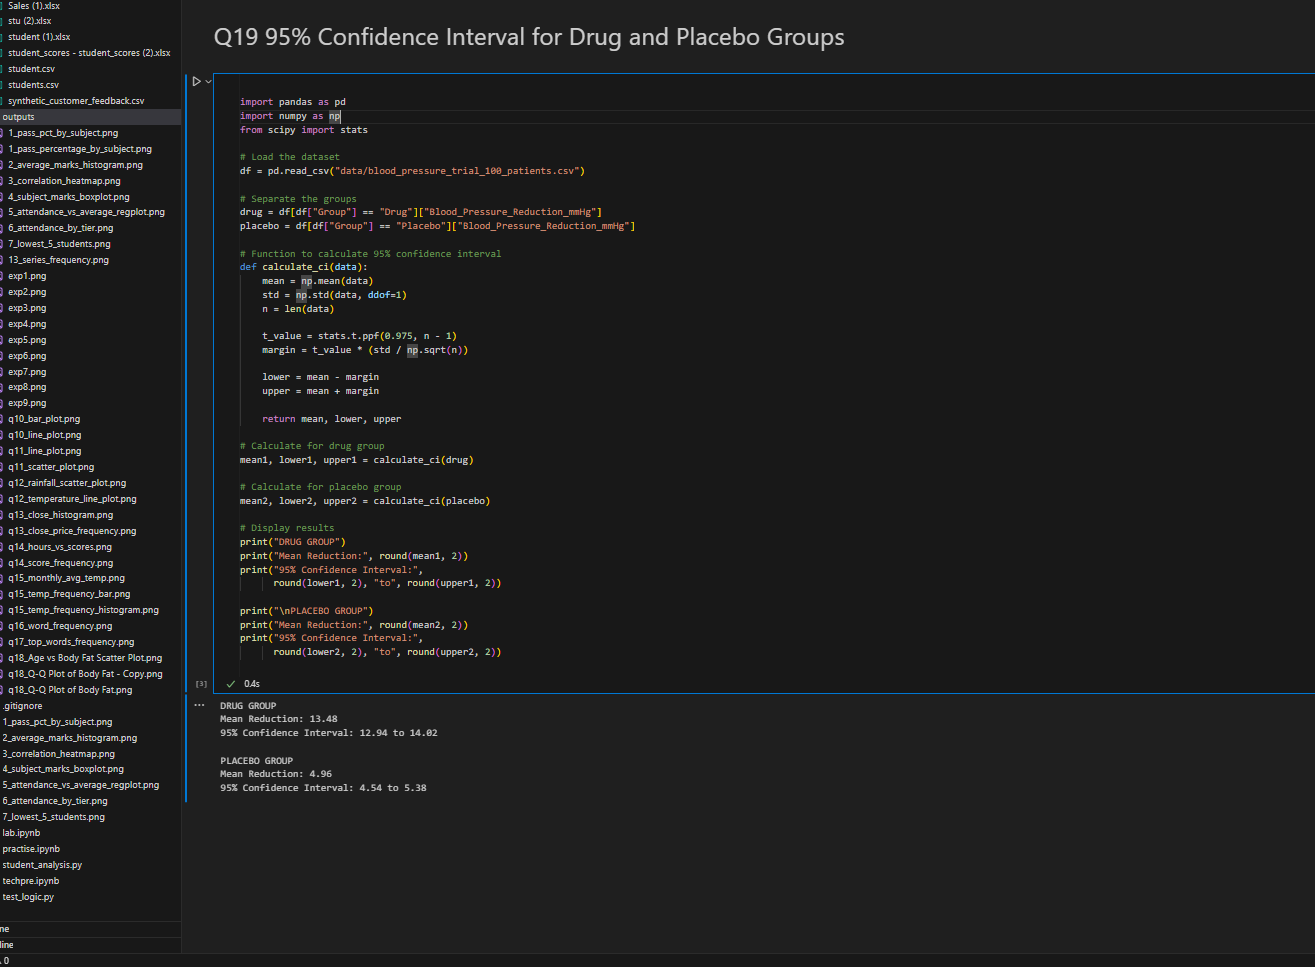 Sales (1).xlsx
stu (2).xlsx
student (1).xlsx
student_scores - student_scores (2).xlsx
student.csv
students.csv
synthetic_customer_feedback.csv
outputs
1_pass_pct_by_subject.png
1_pass_percentage_by_subject.png
2_average_marks_histogram.png
3_correlation_heatmap.png
4_subject_marks_boxplot.png
5_attendance_vs_average_regplot.png
6_attendance_by_tier.png
7_lowest_5_students.png
13_series_frequency.png
exp1.png
exp2.png
exp3.png
exp4.png
exp5.png
exp6.png
exp7.png
exp8.png
exp9.png
q10_bar_plot.png
q10_line_plot.png
q11_line_plot.png
q11_scatter_plot.png
q12_rainfall_scatter_plot.png
q12_temperature_line_plot.png
q13_close_histogram.png
q13_close_price_frequency.png
q14_hours_vs_scores.png
q14_score_frequency.png
q15_monthly_avg_temp.png
q15_temp_frequency_bar.png
q15_temp_frequency_histogram.png
q16_word_frequency.png
q17_top_words_frequency.png
q18_Age vs Body Fat Scatter Plot.png
q18_Q-Q Plot of Body Fat - Copy.png
q18_Q-Q Plot of Body Fat.png
.gitignore
1_pass_pct_by_subject.png
2_average_marks_histogram.png
3_correlation_heatmap.png
4_subject_marks_boxplot.png
5_attendance_vs_average_regplot.png
6_attendance_by_tier.png
7_lowest_5_students.png
lab.ipynb
practise.ipynb
student_analysis.py
techpre.ipynb
test_logic.py
ne
line
0
Q19 95% Confidence Interval for Drug and Placebo Groups
import pandas as pd
import numpy as np
from scipy import stats
# Load the dataset
df = pd.read_csv("data/blood_pressure_trial_100_patients.csv")
# Separate the groups
drug = df[df["Group"] == "Drug"]["Blood_Pressure_Reduction_mmHg"]
placebo = df[df["Group"] == "Placebo"]["Blood_Pressure_Reduction_mmHg"]
# Function to calculate 95% confidence interval
def calculate_ci(data):
mean = np.mean(data)
std = np.std(data, ddof=1)
n = len(data)
t_value = stats.t.ppf(0.975, n - 1)
margin = t_value * (std / np.sqrt(n))
lower = mean - margin
upper = mean + margin
return mean, lower, upper
# Calculate for drug group
mean1, lower1, upper1 = calculate_ci(drug)
# Calculate for placebo group
mean2, lower2, upper2 = calculate_ci(placebo)
# Display results
print("DRUG GROUP")
print("Mean Reduction:", round(mean1, 2))
print("95% Confidence Interval:",
round(lower1, 2), "to", round(upper1, 2))
print("\nPLACEBO GROUP")
print("Mean Reduction:", round(mean2, 2))
print("95% Confidence Interval:",
round(lower2, 2), "to", round(upper2, 2))
[3] 0.4s
DRUG GROUP
Mean Reduction: 13.48
95% Confidence Interval: 12.94 to 14.02
PLACEBO GROUP
Mean Reduction: 4.96
95% Confidence Interval: 4.54 to 5.38